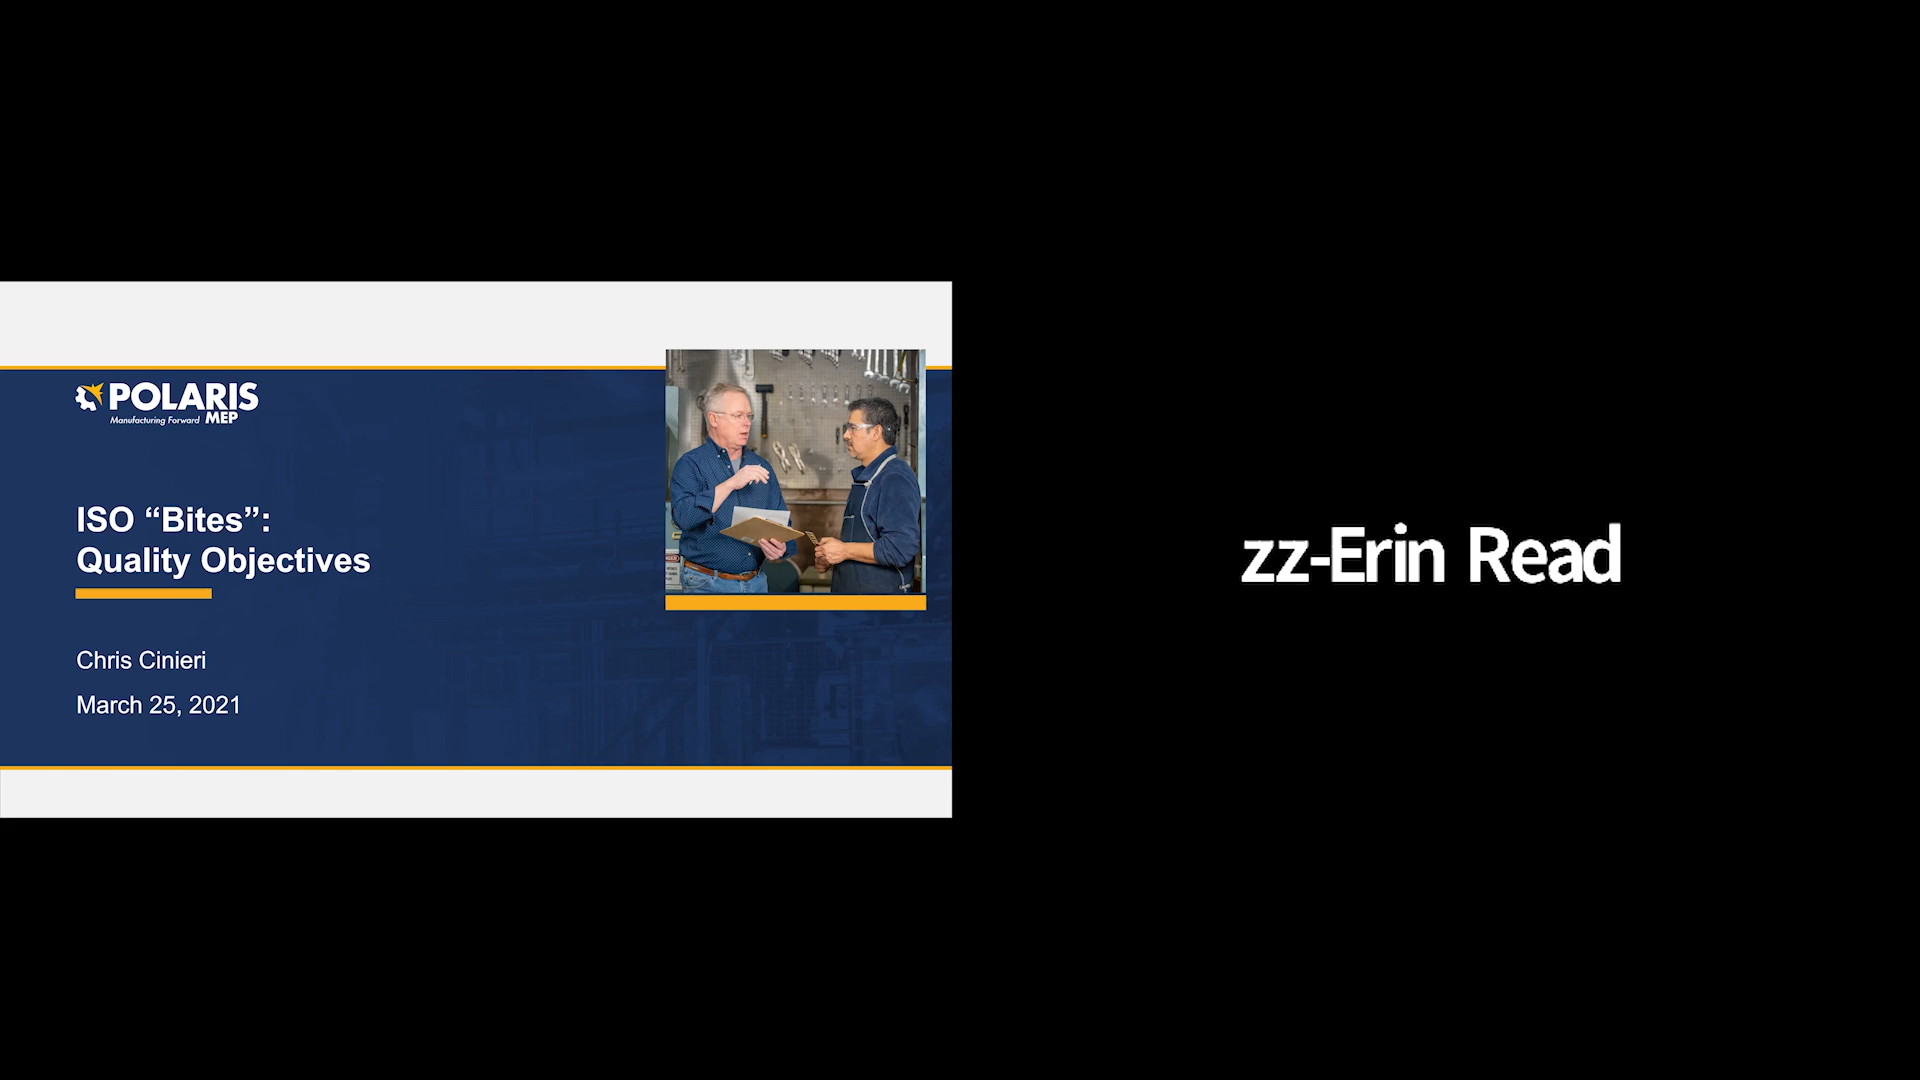 POLARIS
Manufacturing Forward MEP
ISO “Bites”:
Quality Objectives
Chris Cinieri
March 25, 2021
zz-Erin Read